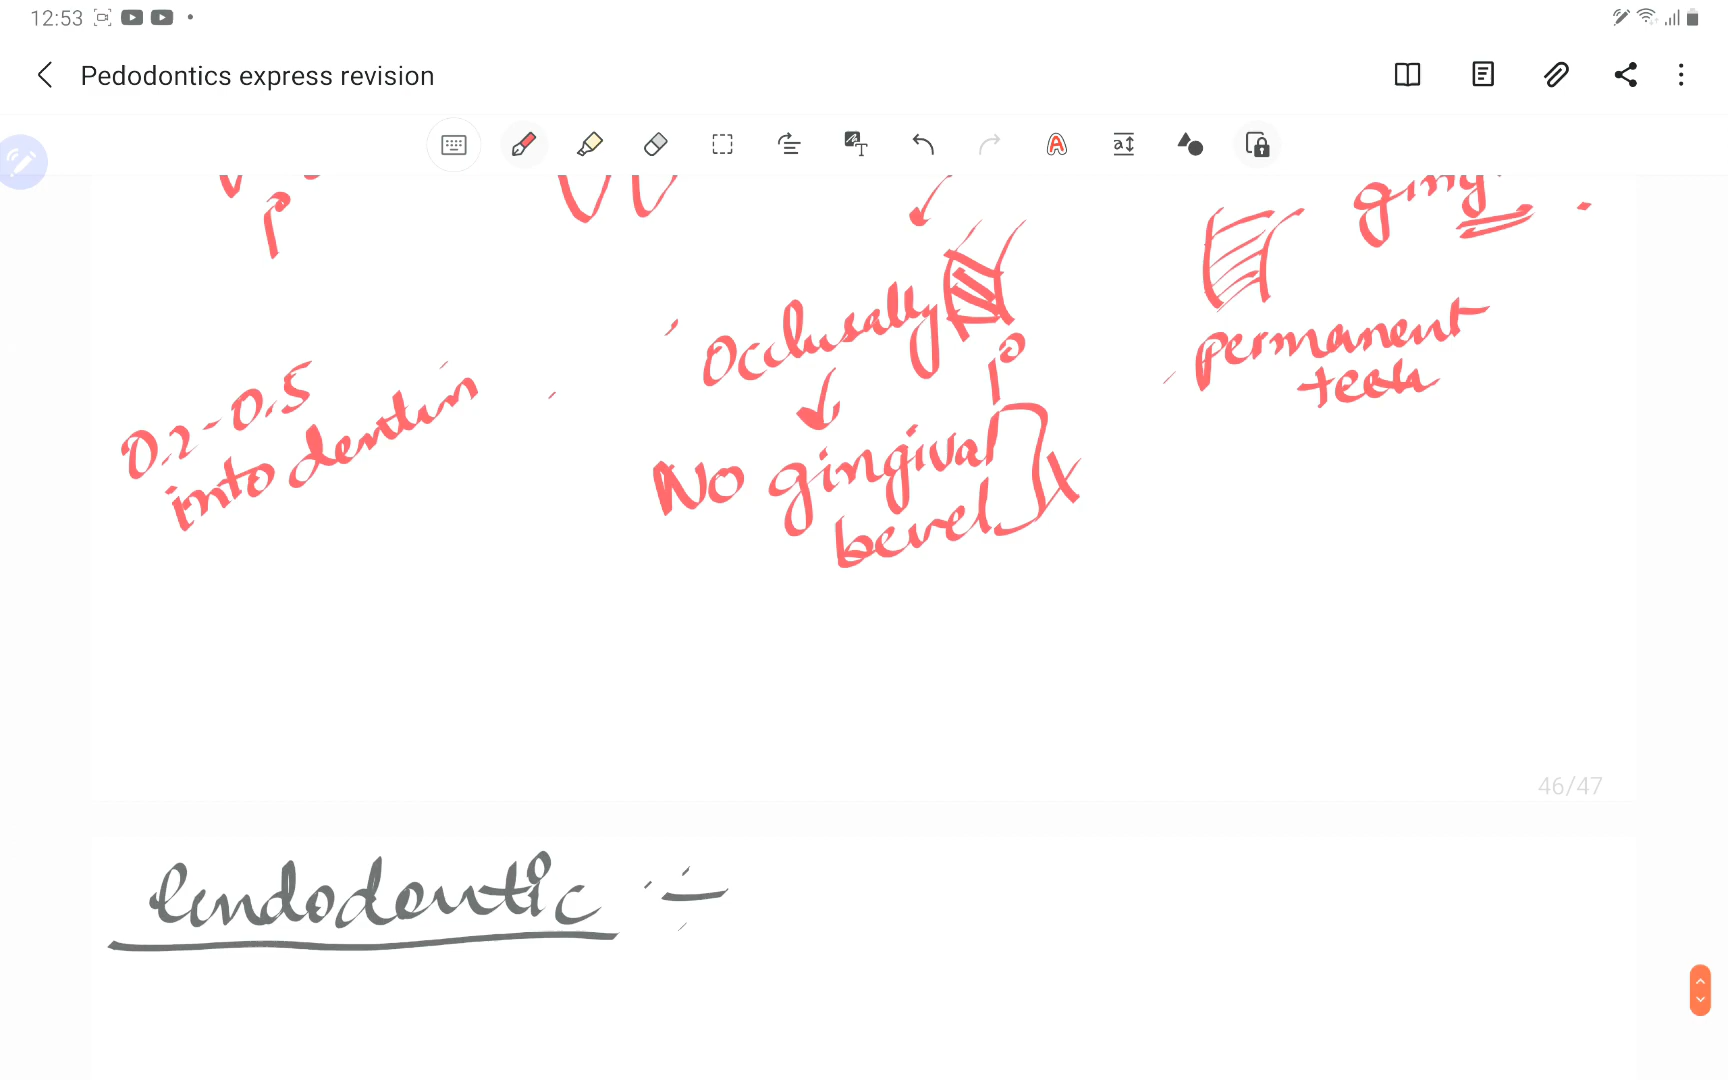 12:53
Pedodontics express revision
p
ging
Occlusally
p
permanent
teeth
0.2-0.5
into dentin
No gingival
bevel
46/47
Endodontic :-